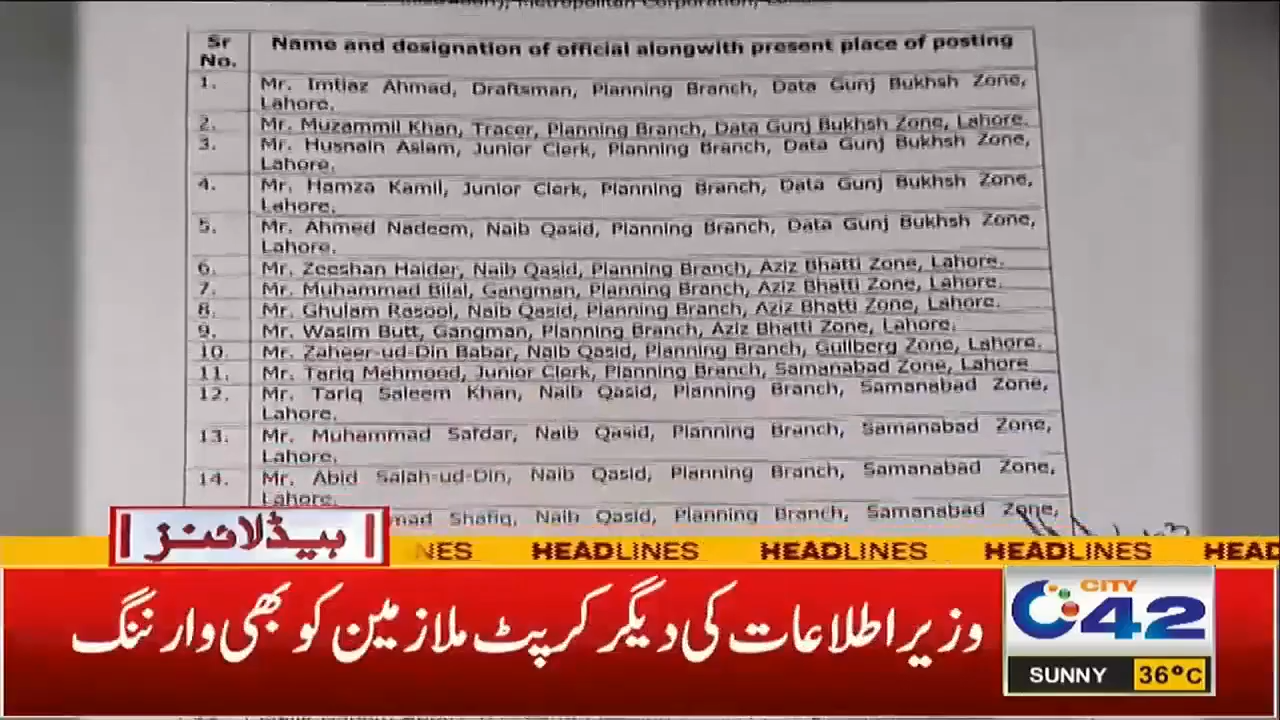 Metropolitan Corporation,
Sr No. Name and designation of official alongwith present place of posting
1. Mr. Imtiaz Ahmad, Draftsman, Planning Branch, Data Gunj Bukhsh Zone,
Lahore.
2. Mr. Muzammil Khan, Tracer, Planning Branch, Data Gunj Bukhsh Zone, Lahore.
3. Mr. Husnain Aslam, Junior Clerk, Planning Branch, Data Gunj Bukhsh Zone,
Lahore.
4. Mr. Hamza Kamil, Junior Clerk, Planning Branch, Data Gunj Bukhsh Zone,
Lahore.
5. Mr. Ahmed Nadeem, Naib Qasid, Planning Branch, Data Gunj Bukhsh Zone,
Lahore.
6. Mr. Zeeshan Haider, Naib Qasid, Planning Branch, Aziz Bhatti Zone, Lahore.
7. Mr. Muhammad Bilal, Gangman, Planning Branch, Aziz Bhatti Zone, Lahore.
8. Mr. Ghulam Rasool, Naib Qasid, Planning Branch, Aziz Bhatti Zone, Lahore.
9. Mr. Wasim Butt, Gangman, Planning Branch, Aziz Bhatti Zone, Lahore.
10. Mr. Zaheer-ud-Din Babar, Naib Qasid, Planning Branch, Gulberg Zone, Lahore.
11. Mr. Tariq Mehmood, Junior Clerk, Planning Branch, Samanabad Zone, Lahore
12. Mr. Tariq Saleem Khan, Naib Qasid, Planning Branch, Samanabad Zone,
Lahore.
13. Mr. Muhammad Safdar, Naib Qasid, Planning Branch, Samanabad Zone,
Lahore.
14. Mr. Abid Salah-ud-Din, Naib Qasid, Planning Branch, Samanabad Zone,
Lahore.
mad Shafiq, Naib Qasid, Planning Branch, Samanabad Zone,
ہیڈلائنز
NES HEADLINES HEADLINES HEADLINES HEAD
وزیر اطلاعات کی دیگر کرپٹ ملازمین کو بھی وارننگ
CITY
42
SUNNY 36°C